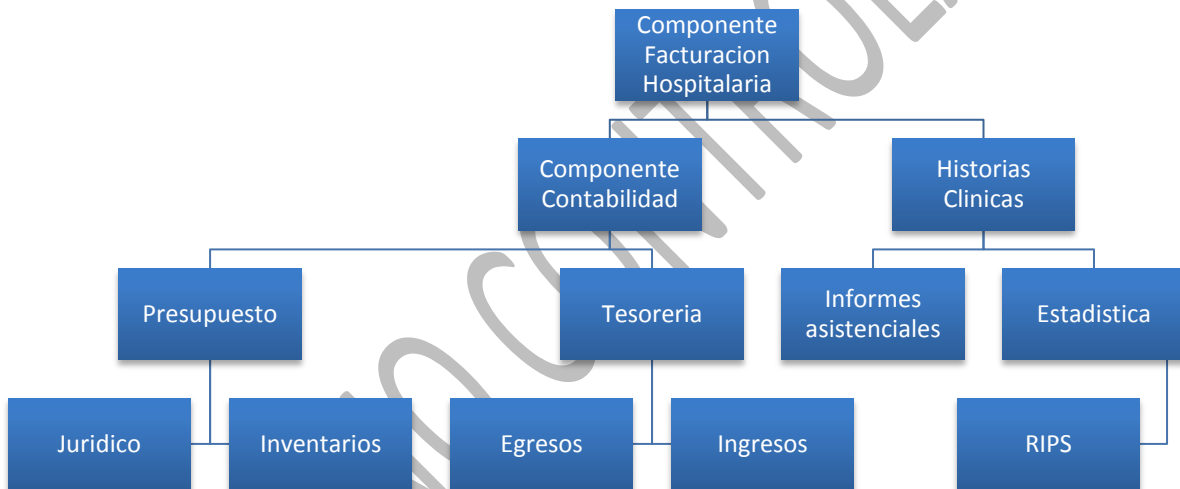 Componente
Facturacion
Hospitalaria
Componente
Contabilidad
Historias
Clinicas
Presupuesto
Tesoreria
Informes
asistenciales
Estadistica
Juridico
Inventarios
Egresos
Ingresos
RIPS